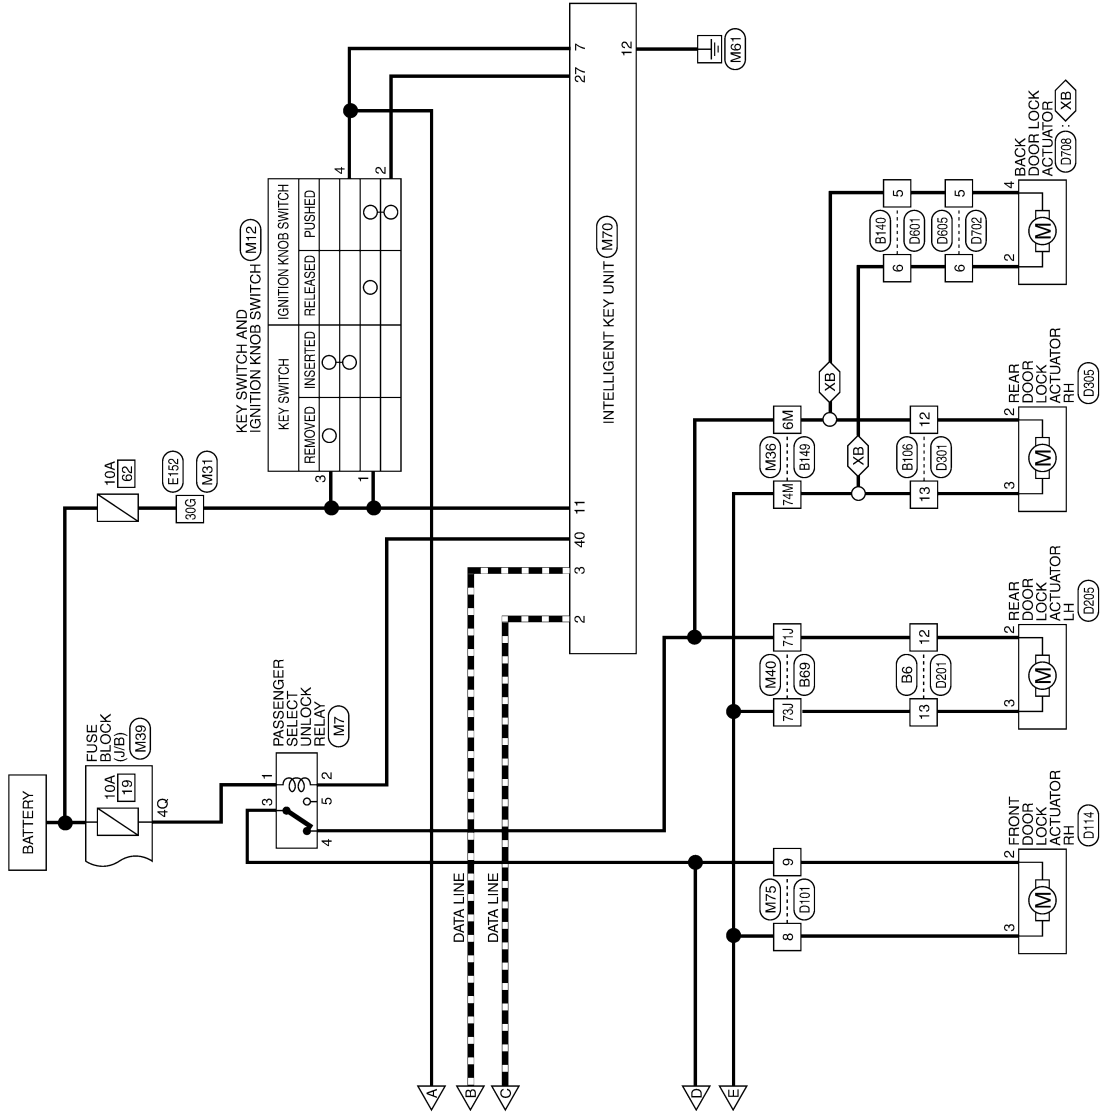 BATTERY
FUSE
BLOCK
(J/B)
M39
10A
19
4Q
10A
62
E152
M31
30G
KEY SWITCH AND
IGNITION KNOB SWITCH
M12
KEY SWITCH
IGNITION KNOB SWITCH
REMOVED
INSERTED
RELEASED
PUSHED
3
1
4
2
PASSENGER
SELECT
UNLOCK
RELAY
M7
1
3
2
5
4
INTELLIGENT KEY UNIT
M70
7
27
11
40
3
2
12
M61
DATA LINE
DATA LINE
A
B
C
D
E
M75
D101
9
8
FRONT
DOOR
LOCK
ACTUATOR
RH
D114
2
3
M
M40
B69
71J
73J
B6
D201
12
13
REAR
DOOR
LOCK
ACTUATOR
LH
D205
2
3
M
M36
B149
6M
74M
XB
XB
B106
D301
12
13
REAR
DOOR
LOCK
ACTUATOR
RH
D305
2
3
M
B140
D601
5
6
D605
D702
5
6
BACK
DOOR LOCK
ACTUATOR
D708 : XB
4
2
M